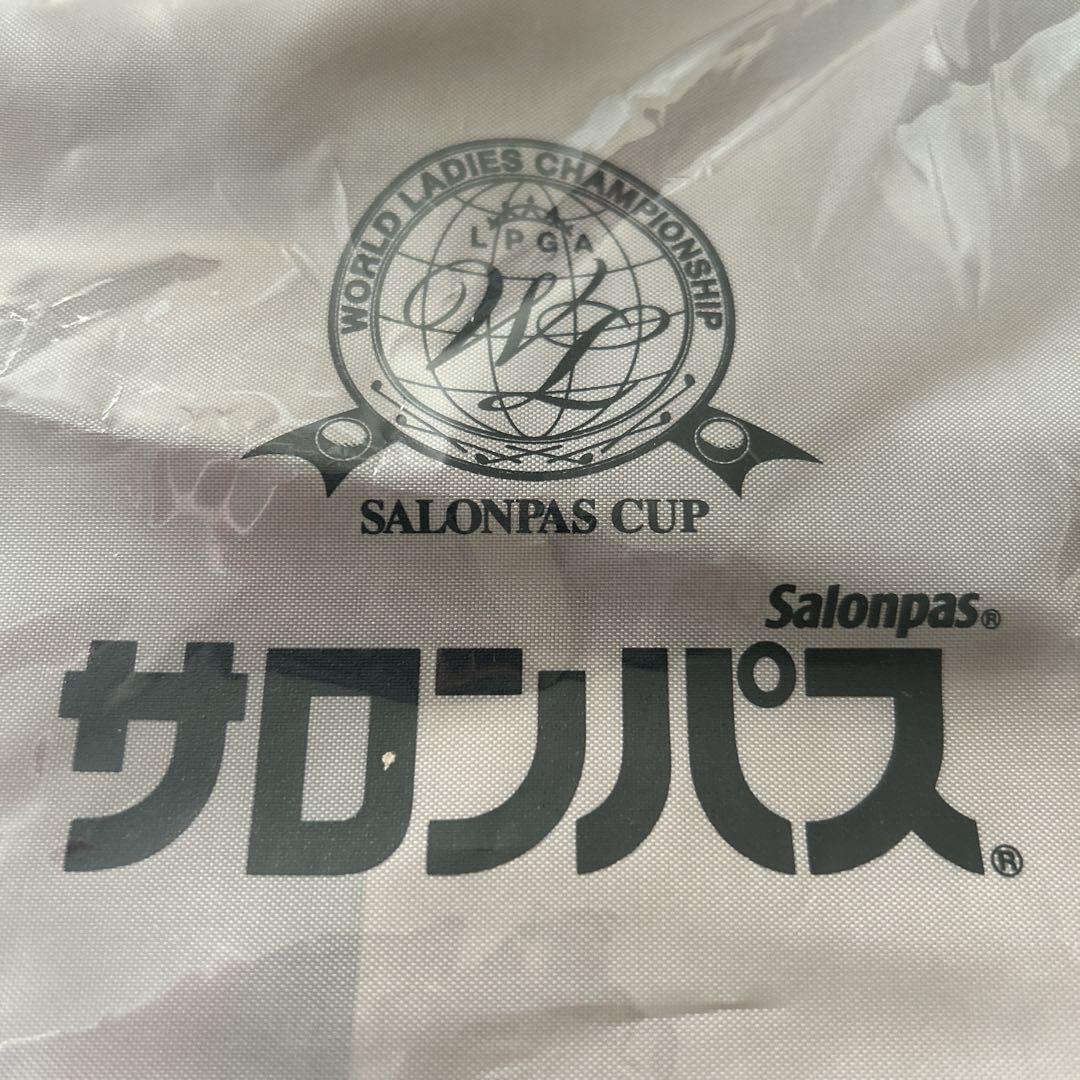 WORLD LADIES CHAMPIONSHIP
LPGA
WL
SALONPAS CUP
Salonpas®
サロンパス®